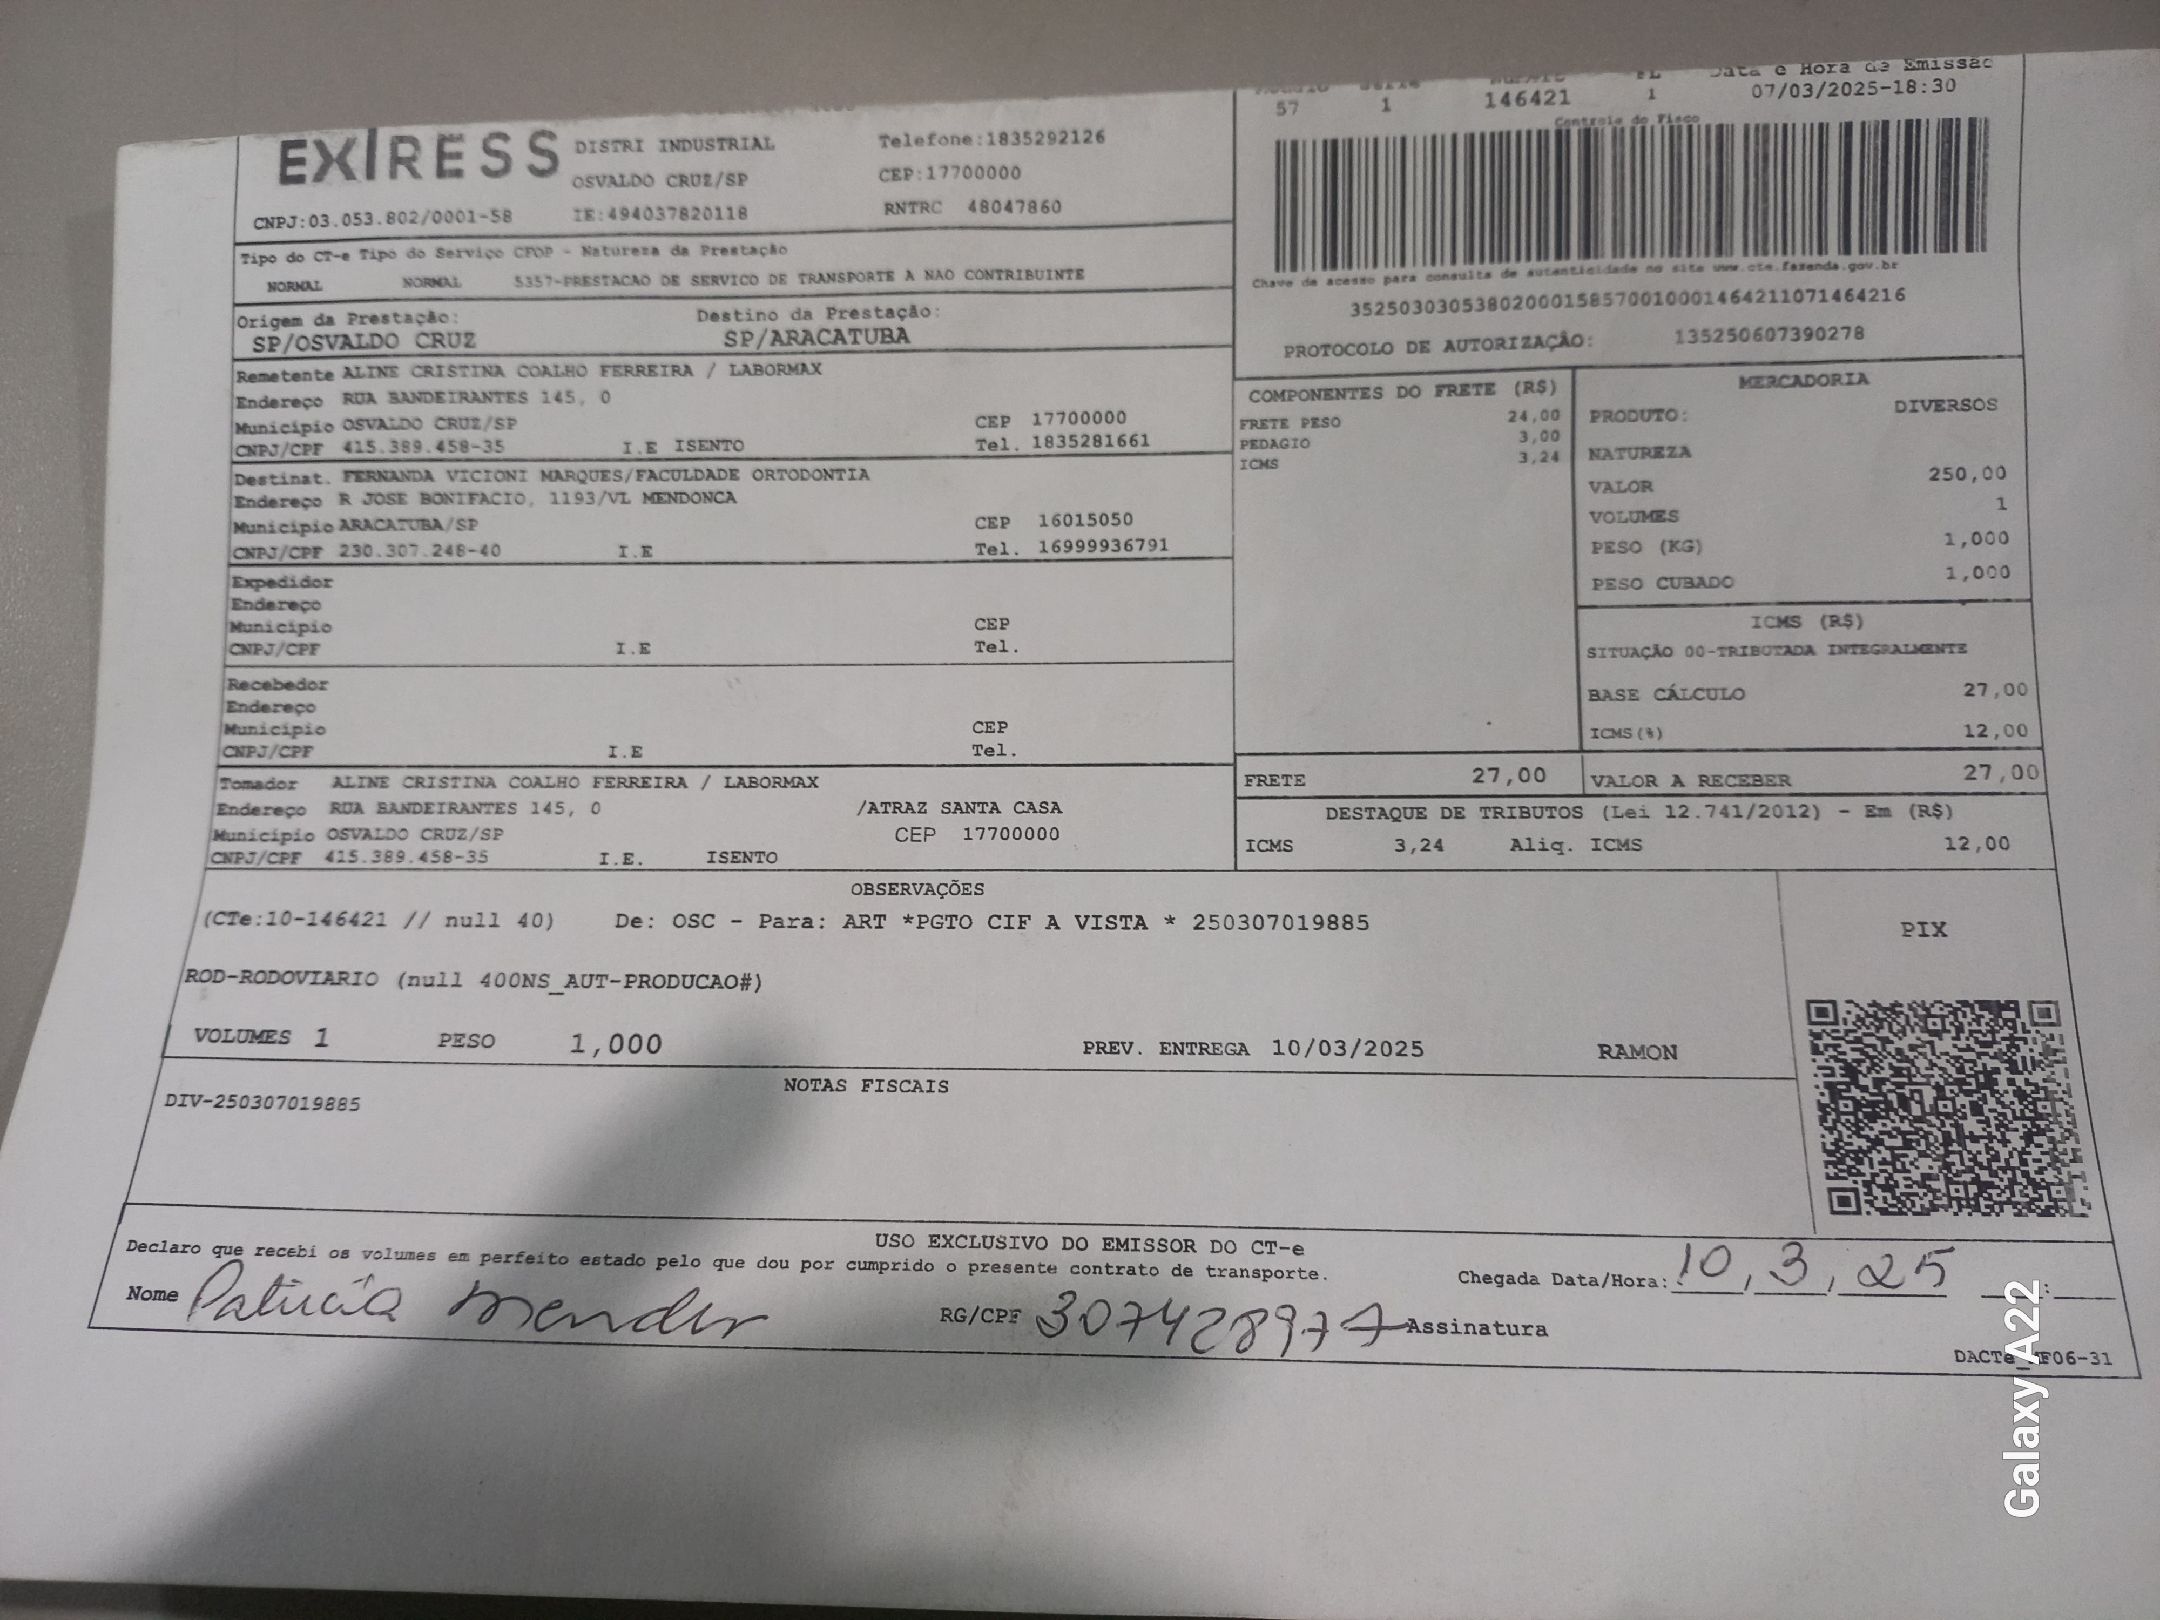 Data e Hora de Emissão
57 1 146421 1 07/03/2025-18:30
Controle do Fisco
EXPRESS
DISTRI INDUSTRIAL Telefone:1835292126
OSVALDO CRUZ/SP CEP:17700000
CNPJ:03.053.802/0001-58 IE:494037820118 RNTRC 48047860
Tipo do CT-e Tipo do Serviço CFOP - Natureza da Prestação
NORMAL NORMAL 5357-PRESTACAO DE SERVICO DE TRANSPORTE A NAO CONTRIBUINTE
Chave de acesso para consulta de autenticidade no site www.cte.fazenda.gov.br
35250303053802000158570010001464211071464216
PROTOCOLO DE AUTORIZAÇÃO: 135250607390278
Origem da Prestação: Destino da Prestação:
SP/OSVALDO CRUZ SP/ARACATUBA
Remetente ALINE CRISTINA COALHO FERREIRA / LABORMAX
Endereço RUA BANDEIRANTES 145, 0
Município OSVALDO CRUZ/SP CEP 17700000
CNPJ/CPF 415.389.458-35 I.E ISENTO Tel. 1835281661
Destinat. FERNANDA VICIONI MARQUES/FACULDADE ORTODONTIA
Endereço R JOSE BONIFACIO, 1193/VL MENDONCA
Município ARACATUBA/SP CEP 16015050
CNPJ/CPF 230.307.248-40 I.E Tel. 16999936791
Expedidor
Endereço
Município CEP
CNPJ/CPF I.E Tel.
Recebedor
Endereço
Município CEP
CNPJ/CPF I.E Tel.
Tomador ALINE CRISTINA COALHO FERREIRA / LABORMAX
Endereço RUA BANDEIRANTES 145, 0 /ATRAZ SANTA CASA
Município OSVALDO CRUZ/SP CEP 17700000
CNPJ/CPF 415.389.458-35 I.E. ISENTO
COMPONENTES DO FRETE (R$)
FRETE PESO 24,00
PEDAGIO 3,00
ICMS 3,24
MERCADORIA
PRODUTO: DIVERSOS
NATUREZA
VALOR 250,00
VOLUMES 1
PESO (KG) 1,000
PESO CUBADO 1,000
ICMS (R$)
SITUAÇÃO 00-TRIBUTADA INTEGRALMENTE
BASE CÁLCULO 27,00
ICMS(%) 12,00
FRETE 27,00 VALOR A RECEBER 27,00
DESTAQUE DE TRIBUTOS (Lei 12.741/2012) - Em (R$)
ICMS 3,24 Aliq. ICMS 12,00
OBSERVAÇÕES
(CTe:10-146421 // null 40) De: OSC - Para: ART *PGTO CIF A VISTA * 250307019885
PIX
ROD-RODOVIARIO (null 400NS_AUT-PRODUCAO#)
VOLUMES 1 PESO 1,000 PREV. ENTREGA 10/03/2025 RAMON
NOTAS FISCAIS
DIV-250307019885
USO EXCLUSIVO DO EMISSOR DO CT-e
Declaro que recebi os volumes em perfeito estado pelo que dou por cumprido o presente contrato de transporte.
Chegada Data/Hora: 10, 3, 25 :
Nome Patricia Mendes RG/CPF 307428977 Assinatura
DACTe
F06-31
Galaxy A22